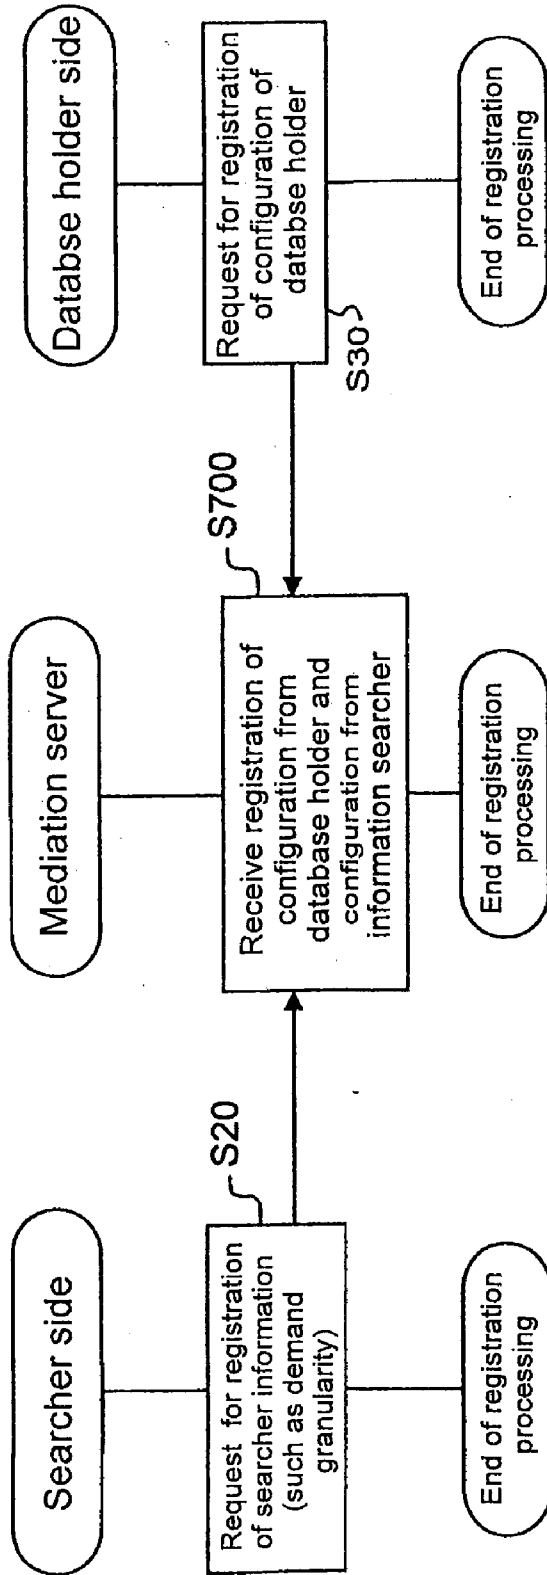 Searcher side
S20
Request for registration
of searcher information
(such as demand
granularity)
End of registration
processing
Mediation server
S700
Receive registration of
configuration from
database holder and
configuration from
information searcher
End of registration
processing
Databse holder side
Request for registration
of configuration of
databse holder
S30
End of registration
processing